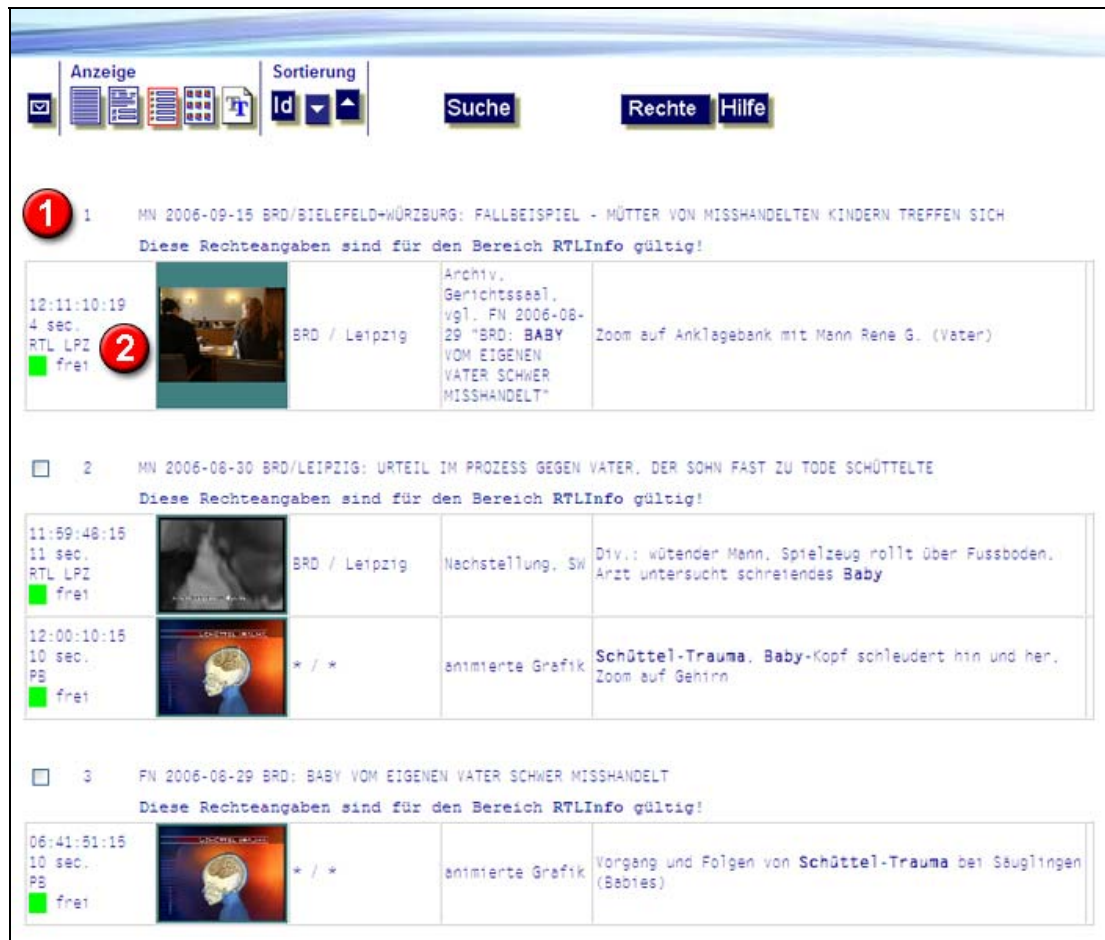 Anzeige
Sortierung
Id
Suche
Rechte
Hilfe
1
1 MN 2006-09-15 BRD/BIELEFELD+WÜRZBURG: FALLBEISPIEL - MÜTTER VON MISSHANDELTEN KINDERN TREFFEN SICH
Diese Rechteangaben sind für den Bereich RTLInfo gültig!
12:11:10:19
4 sec.
RTL LPZ
frei
2
BRD / Leipzig
Archiv,
Gerichtssaal,
vgl. FN 2006-08-
29 "BRD: BABY
VOM EIGENEN
VATER SCHWER
MISSHANDELT"
Zoom auf Anklagebank mit Mann Rene G. (Vater)
2 MN 2006-08-30 BRD/LEIPZIG: URTEIL IM PROZESS GEGEN VATER, DER SOHN FAST ZU TODE SCHÜTTELTE
Diese Rechteangaben sind für den Bereich RTLInfo gültig!
11:59:48:15
11 sec.
RTL LPZ
frei
BRD / Leipzig
Nachstellung, SW
Div.: wütender Mann, Spielzeug rollt über Fussboden,
Arzt untersucht schreiendes Baby
12:00:10:15
10 sec.
PB
frei
* / *
animierte Grafik
Schüttel-Trauma, Baby-Kopf schleudert hin und her,
Zoom auf Gehirn
3 FN 2006-08-29 BRD: BABY VOM EIGENEN VATER SCHWER MISSHANDELT
Diese Rechteangaben sind für den Bereich RTLInfo gültig!
06:41:51:15
10 sec.
PB
frei
* / *
animierte Grafik
Vorgang und Folgen von Schüttel-Trauma bei Säuglingen
(Babies)